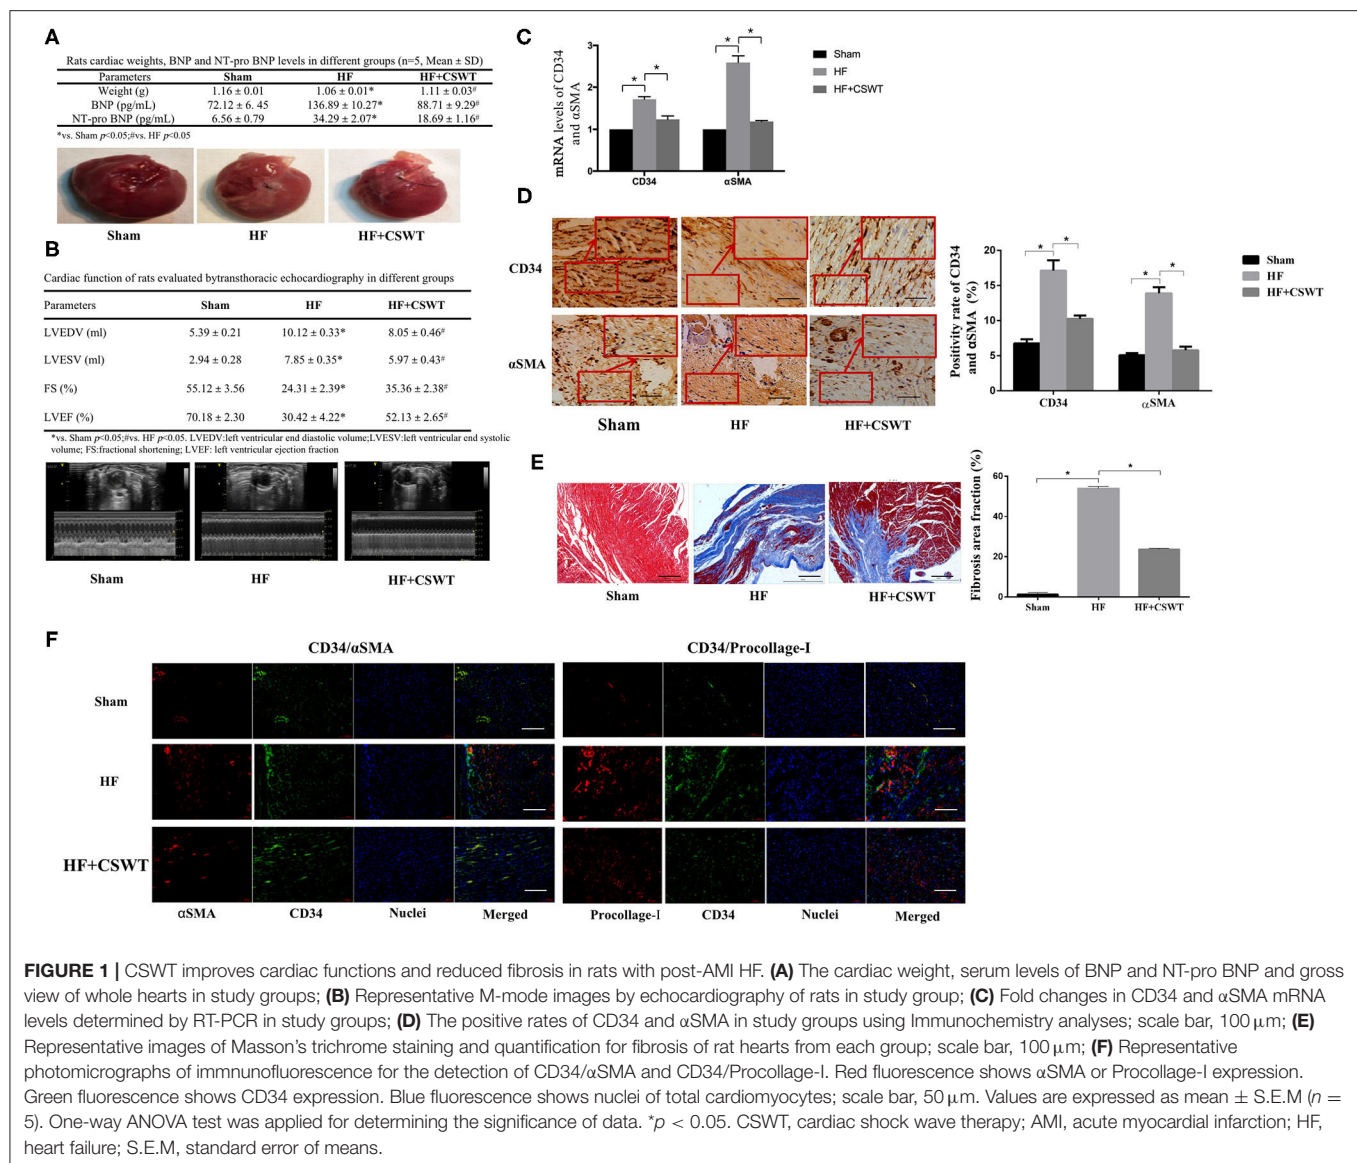 A
Rats cardiac weights, BNP and NT-pro BNP levels in different groups (n=5, Mean ± SD)
Parameters Sham HF HF+CSWT
Weight (g) 1.16 ± 0.01 1.06 ± 0.01* 1.11 ± 0.03#
BNP (pg/mL) 72.12 ± 6. 45 136.89 ± 10.27* 88.71 ± 9.29#
NT-pro BNP (pg/mL) 6.56 ± 0.79 34.29 ± 2.07* 18.69 ± 1.16#
*vs. Sham p<0.05;#vs. HF p<0.05
Sham HF HF+CSWT
B
Cardiac function of rats evaluated bytransthoracic echocardiography in different groups
Parameters Sham HF HF+CSWT
LVEDV (ml) 5.39 ± 0.21 10.12 ± 0.33* 8.05 ± 0.46#
LVESV (ml) 2.94 ± 0.28 7.85 ± 0.35* 5.97 ± 0.43#
FS (%) 55.12 ± 3.56 24.31 ± 2.39* 35.36 ± 2.38#
LVEF (%) 70.18 ± 2.30 30.42 ± 4.22* 52.13 ± 2.65#
*vs. Sham p<0.05;#vs. HF p<0.05. LVEDV:left ventricular end diastolic volume;LVESV:left ventricular end systolic
volume; FS:fractional shortening; LVEF: left ventricular ejection fraction
Sham HF HF+CSWT
C
mRNA levels of CD34
and αSMA
3
2
1
0
* * * *
CD34 αSMA
Sham
HF
HF+CSWT
D
CD34
αSMA
Sham HF HF+CSWT
Positivity rate of CD34
and αSMA (%)
20
15
10
5
0
* * * *
CD34 αSMA
Sham
HF
HF+CSWT
E
Sham HF HF+CSWT
Fibrosis area fraction (%)
60
40
20
0
* *
Sham HF HF+CSWT
F
CD34/αSMA CD34/Procollage-I
Sham
HF
HF+CSWT
αSMA CD34 Nuclei Merged Procollage-I CD34 Nuclei Merged
FIGURE 1 | CSWT improves cardiac functions and reduced fibrosis in rats with post-AMI HF. (A) The cardiac weight, serum levels of BNP and NT-pro BNP and gross
view of whole hearts in study groups; (B) Representative M-mode images by echocardiography of rats in study group; (C) Fold changes in CD34 and αSMA mRNA
levels determined by RT-PCR in study groups; (D) The positive rates of CD34 and αSMA in study groups using Immunochemistry analyses; scale bar, 100 μm; (E)
Representative images of Masson's trichrome staining and quantification for fibrosis of rat hearts from each group; scale bar, 100 μm; (F) Representative
photomicrographs of immnunofluorescence for the detection of CD34/αSMA and CD34/Procollage-I. Red fluorescence shows αSMA or Procollage-I expression.
Green fluorescence shows CD34 expression. Blue fluorescence shows nuclei of total cardiomyocytes; scale bar, 50 μm. Values are expressed as mean ± S.E.M (n =
5). One-way ANOVA test was applied for determining the significance of data. *p < 0.05. CSWT, cardiac shock wave therapy; AMI, acute myocardial infarction; HF,
heart failure; S.E.M, standard error of means.